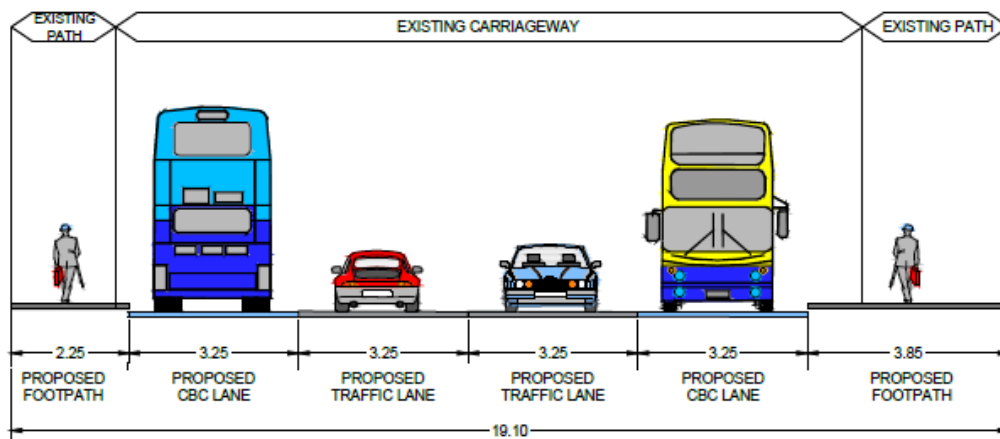 EXISTING
PATH
EXISTING CARRIAGEWAY
EXISTING PATH
2.25
3.25
3.25
3.25
3.25
3.85
PROPOSED
FOOTPATH
PROPOSED
CBC LANE
PROPOSED
TRAFFIC LANE
PROPOSED
TRAFFIC LANE
PROPOSED
CBC LANE
PROPOSED
FOOTPATH
19.10